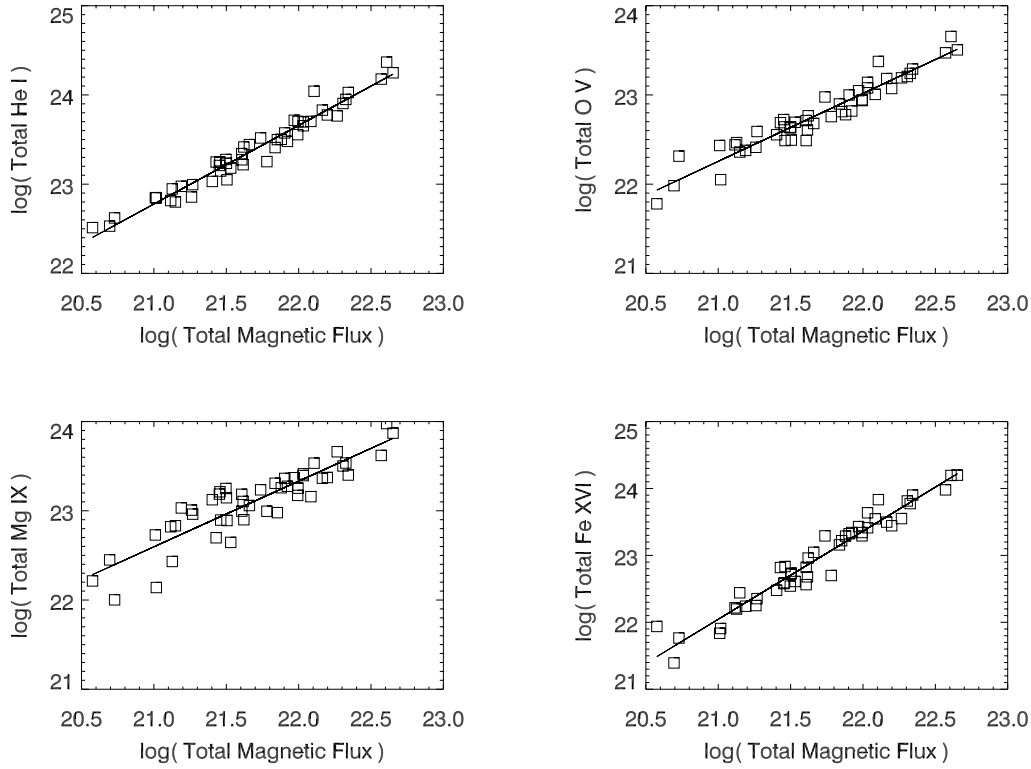 25
24
23
22
log( Total He I )
20.5 21.0 21.5 22.0 22.5 23.0
log( Total Magnetic Flux )
24
23
22
21
log( Total O V )
20.5 21.0 21.5 22.0 22.5 23.0
log( Total Magnetic Flux )
24
23
22
21
log( Total Mg IX )
20.5 21.0 21.5 22.0 22.5 23.0
log( Total Magnetic Flux )
25
24
23
22
21
log( Total Fe XVI )
20.5 21.0 21.5 22.0 22.5 23.0
log( Total Magnetic Flux )